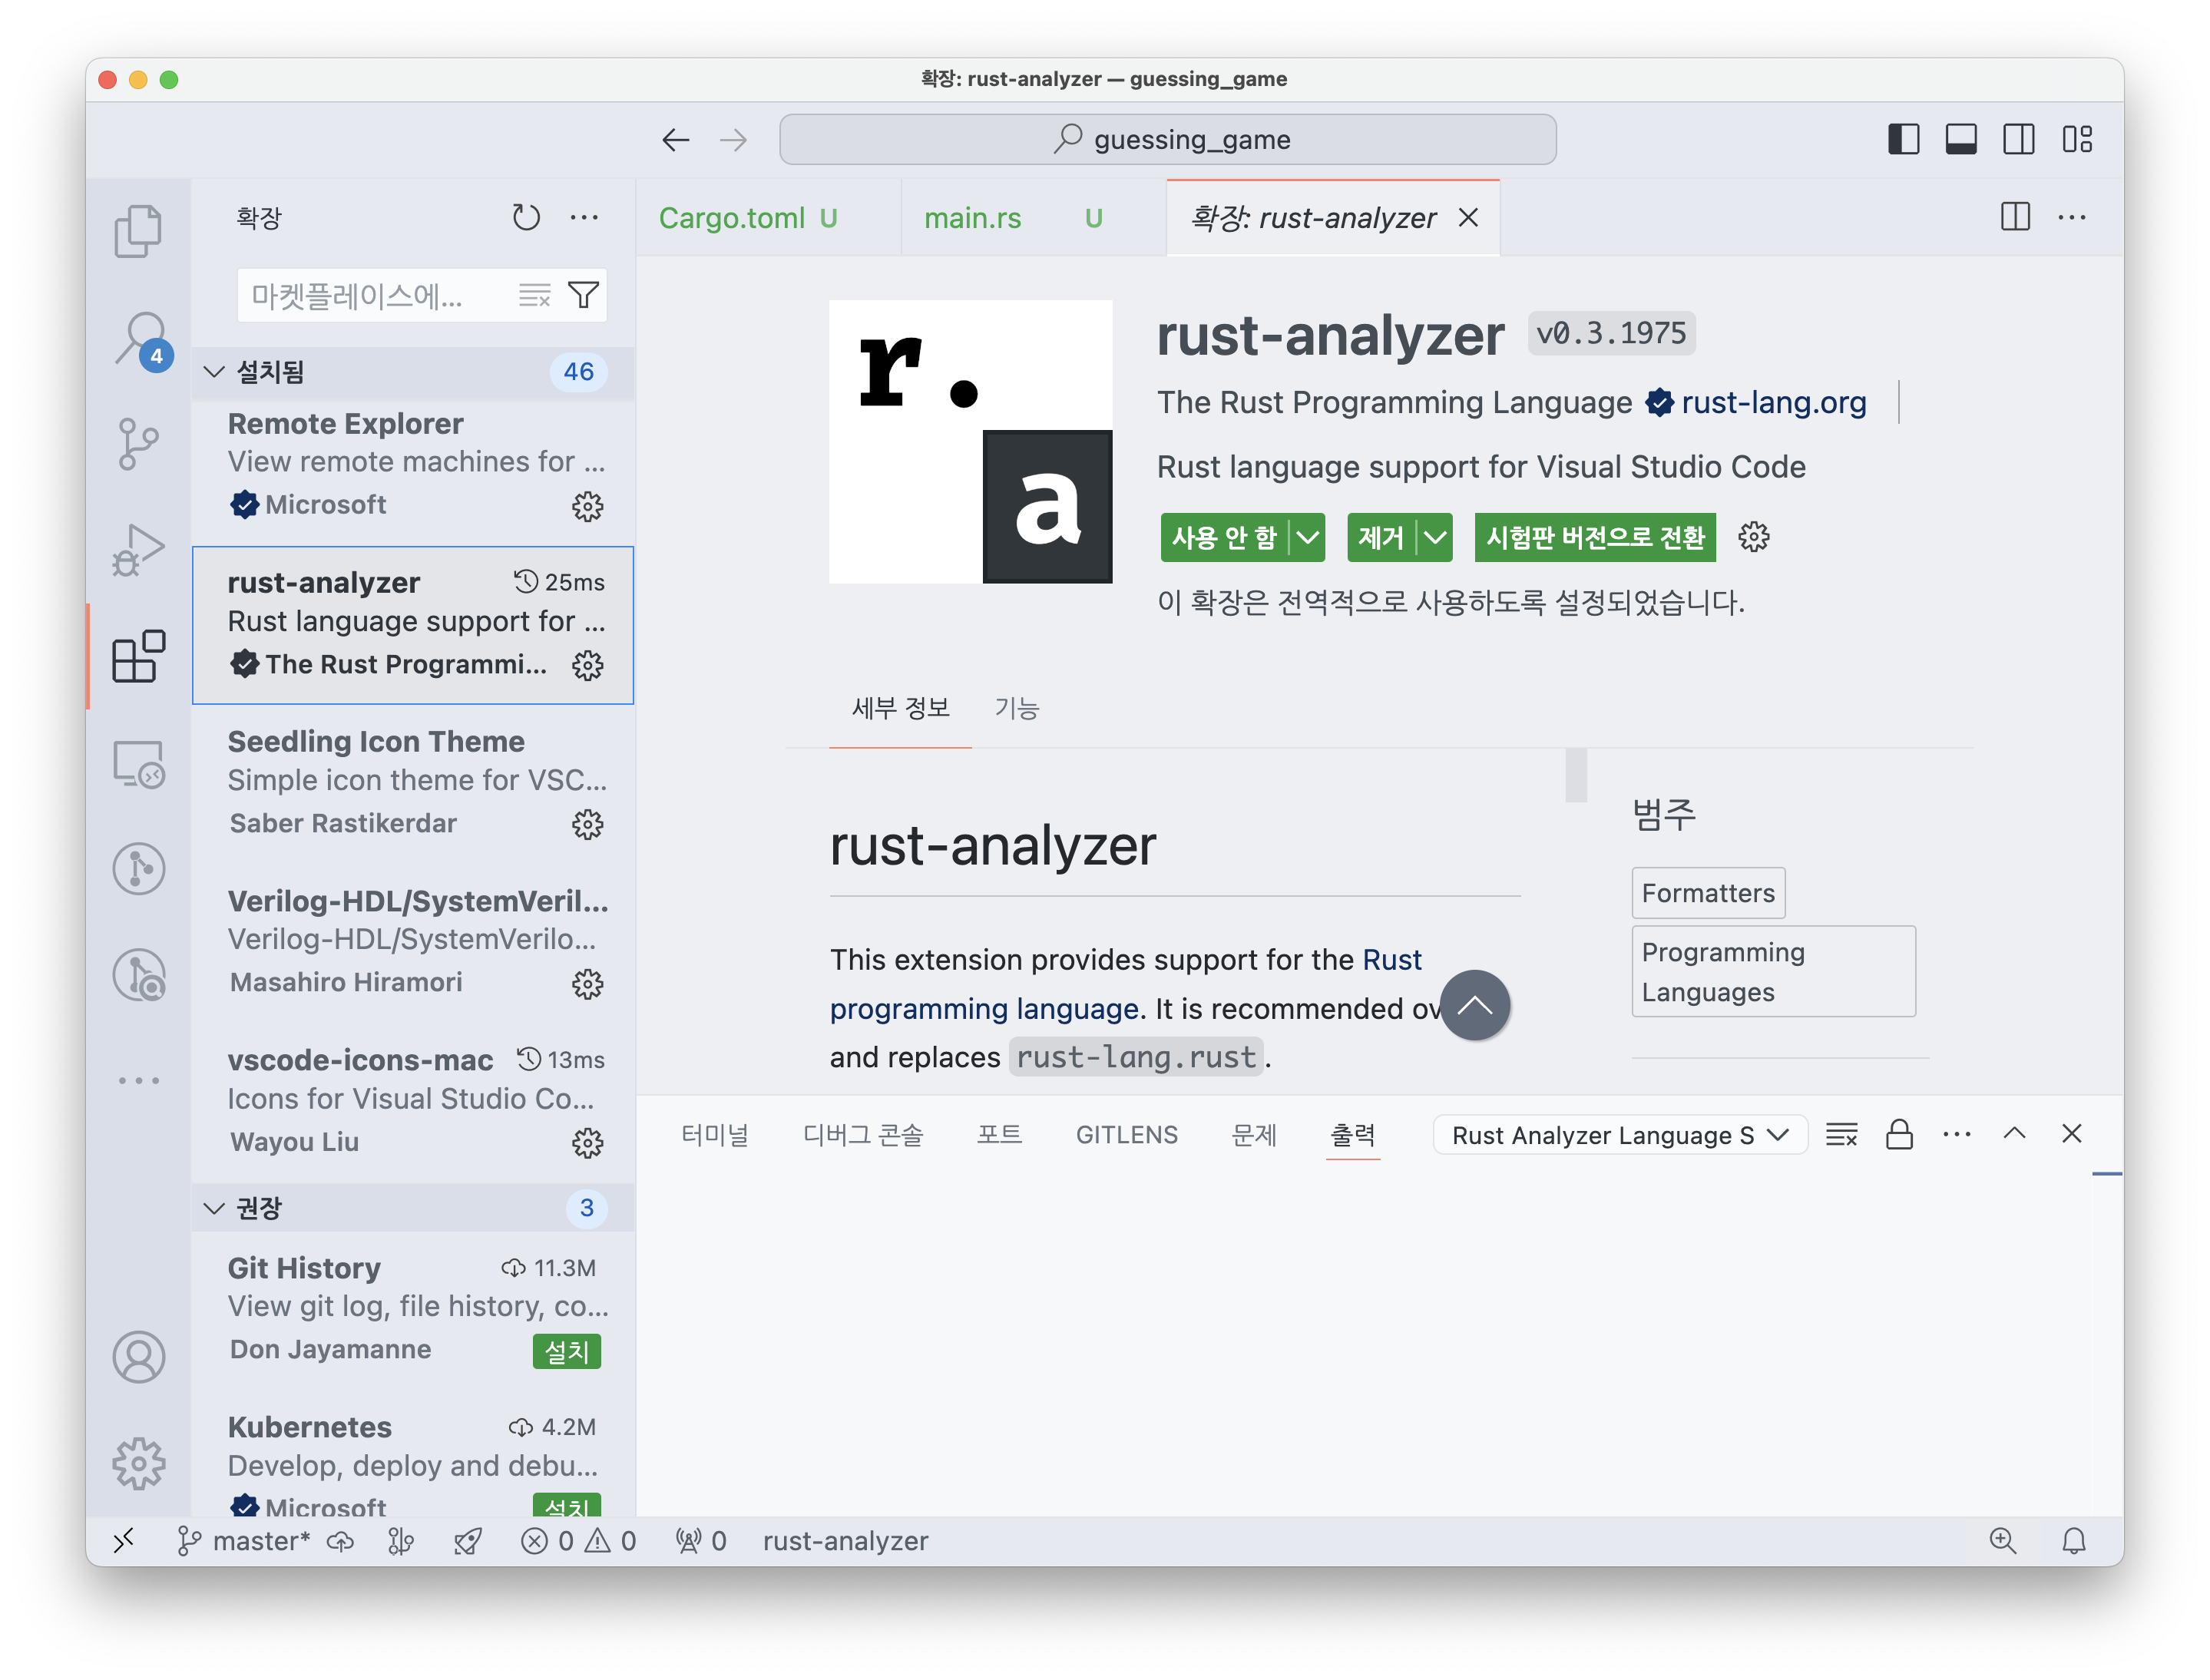 확장: rust-analyzer — guessing_game
guessing_game
확장
마켓플레이스에...
설치됨 46
Remote Explorer
View remote machines for ...
Microsoft
rust-analyzer 25ms
Rust language support for ...
The Rust Programmi...
Seedling Icon Theme
Simple icon theme for VSC...
Saber Rastikerdar
Verilog-HDL/SystemVeril...
Verilog-HDL/SystemVerilo...
Masahiro Hiramori
vscode-icons-mac 13ms
Icons for Visual Studio Co...
Wayou Liu
권장 3
Git History 11.3M
View git log, file history, co...
Don Jayamanne 설치
Kubernetes 4.2M
Develop, deploy and debu...
Microsoft 설치
4
Cargo.toml U
main.rs U
확장: rust-analyzer
r.
a
rust-analyzer v0.3.1975
The Rust Programming Language rust-lang.org
Rust language support for Visual Studio Code
사용 안 함 제거 시험판 버전으로 전환
이 확장은 전역적으로 사용하도록 설정되었습니다.
세부 정보 기능
rust-analyzer
This extension provides support for the Rust
programming language. It is recommended ov
and replaces rust-lang.rust.
범주
Formatters
Programming
Languages
터미널 디버그 콘솔 포트 GITLENS 문제 출력 Rust Analyzer Language S
master* 0 0 0 rust-analyzer